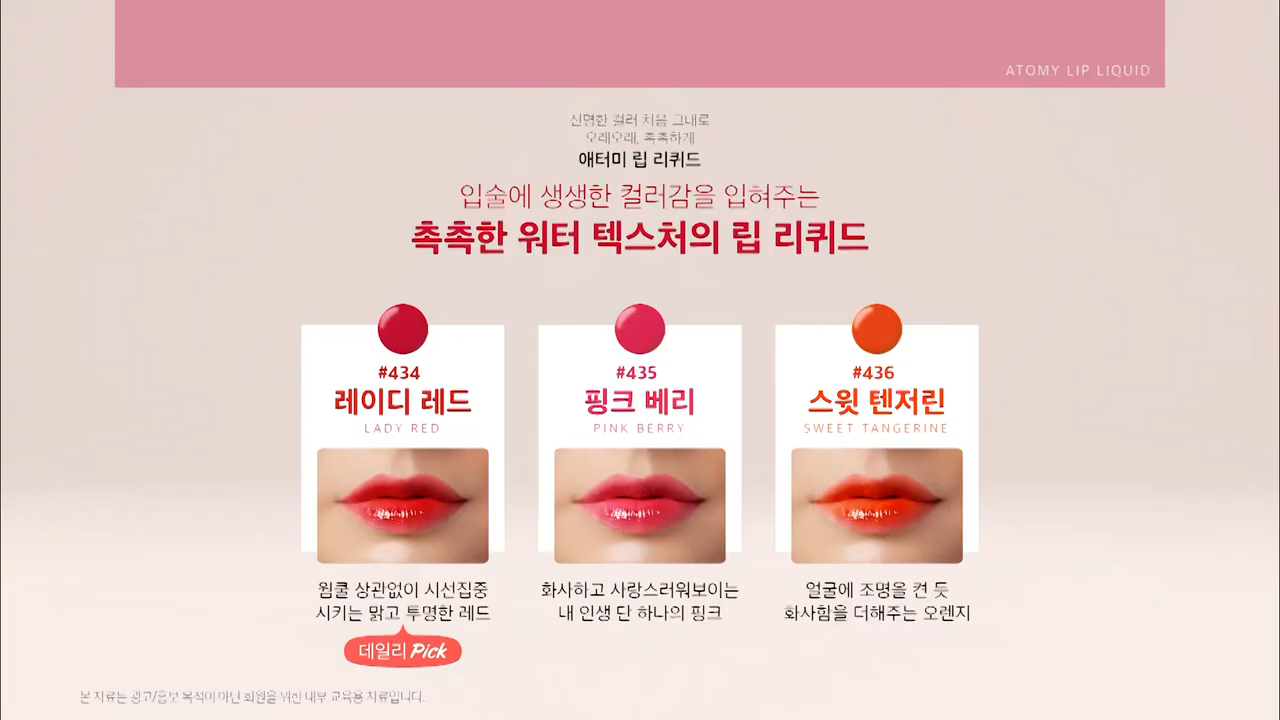 ATOMY LIP LIQUID
선명한 컬러 처음 그대로
오래오래, 촉촉하게
애터미 립 리퀴드
입술에 생생한 컬러감을 입혀주는
촉촉한 워터 텍스처의 립 리퀴드
#434
레이디 레드
LADY RED
웜쿨 상관없이 시선집중
시키는 맑고 투명한 레드
데일리 Pick
#435
핑크 베리
PINK BERRY
화사하고 사랑스러워보이는
내 인생 단 하나의 핑크
#436
스윗 텐저린
SWEET TANGERINE
얼굴에 조명을 켠 듯
화사함을 더해주는 오렌지
본 자료는 광고/홍보 목적이 아닌 회원을 위한 내부 교육용 자료입니다.